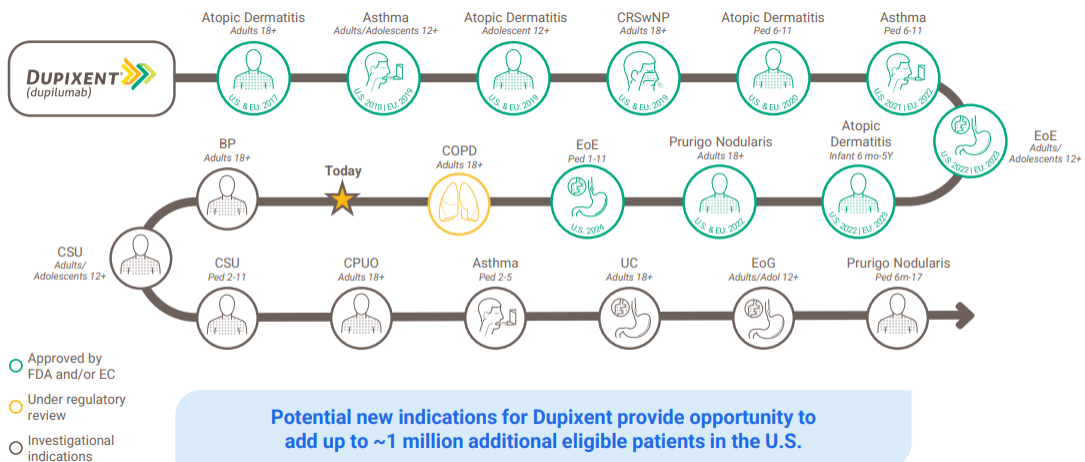 Atopic Dermatitis
Adults 18+
Asthma
Adults/Adolescents 12+
Atopic Dermatitis
Adolescent 12+
CRSwNP
Adults 18+
Atopic Dermatitis
Ped 6-11
Asthma
Ped 6-11
DUPIXENT®
(dupilumab)
U.S. & EU: 2017
U.S. 2018 | EU: 2019
U.S. & EU: 2019
U.S. & EU: 2019
U.S. & EU: 2020
U.S. 2021 | EU: 2022
EoE
Adults/
Adolescents 12+
U.S. 2022 | EU: 2023
Atopic
Dermatitis
Infant 6 mo-5Y
U.S. 2022 | EU: 2023
Prurigo Nodularis
Adults 18+
U.S. & EU: 2022
EoE
Ped 1-11
U.S. 2024
COPD
Adults 18+
Today
BP
Adults 18+
CSU
Adults/
Adolescents 12+
CSU
Ped 2-11
CPUO
Adults 18+
Asthma
Ped 2-5
UC
Adults 18+
EoG
Adults/Adol 12+
Prurigo Nodularis
Ped 6m-17
Approved by
FDA and/or EC
Under regulatory
review
Investigational
indications
Potential new indications for Dupixent provide opportunity to
add up to ~1 million additional eligible patients in the U.S.